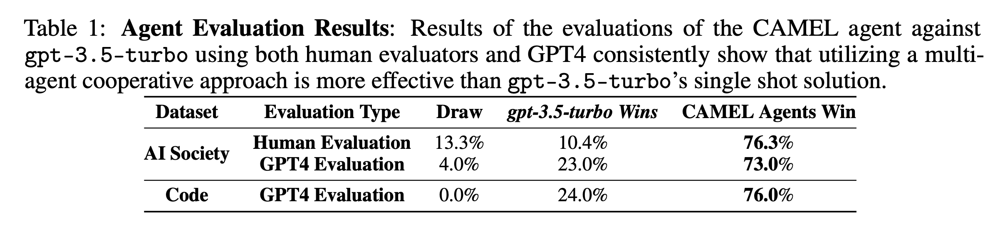 Table 1: Agent Evaluation Results: Results of the evaluations of the CAMEL agent against
gpt-3.5-turbo using both human evaluators and GPT4 consistently show that utilizing a multi-
agent cooperative approach is more effective than gpt-3.5-turbo's single shot solution.
Dataset Evaluation Type Draw gpt-3.5-turbo Wins CAMEL Agents Win
AI Society
Human Evaluation 13.3% 10.4% 76.3%
GPT4 Evaluation 4.0% 23.0% 73.0%
Code GPT4 Evaluation 0.0% 24.0% 76.0%